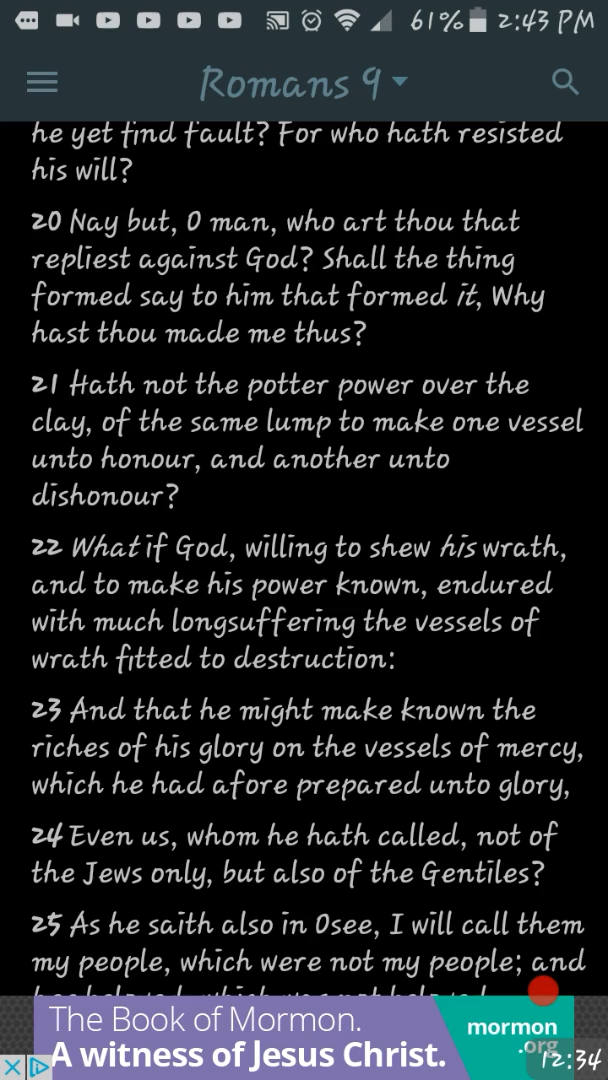 61% 2:43 PM
Romans 9
he yet find fault? For who hath resisted
his will?
20 Nay but, O man, who art thou that
repliest against God? Shall the thing
formed say to him that formed it, Why
hast thou made me thus?
21 Hath not the potter power over the
clay, of the same lump to make one vessel
unto honour, and another unto
dishonour?
22 What if God, willing to shew his wrath,
and to make his power known, endured
with much longsuffering the vessels of
wrath fitted to destruction:
23 And that he might make known the
riches of his glory on the vessels of mercy,
which he had afore prepared unto glory,
24 Even us, whom he hath called, not of
the Jews only, but also of the Gentiles?
25 As he saith also in Osee, I will call them
my people, which were not my people; and
The Book of Mormon.
A witness of Jesus Christ.
mormon
.org
12:34